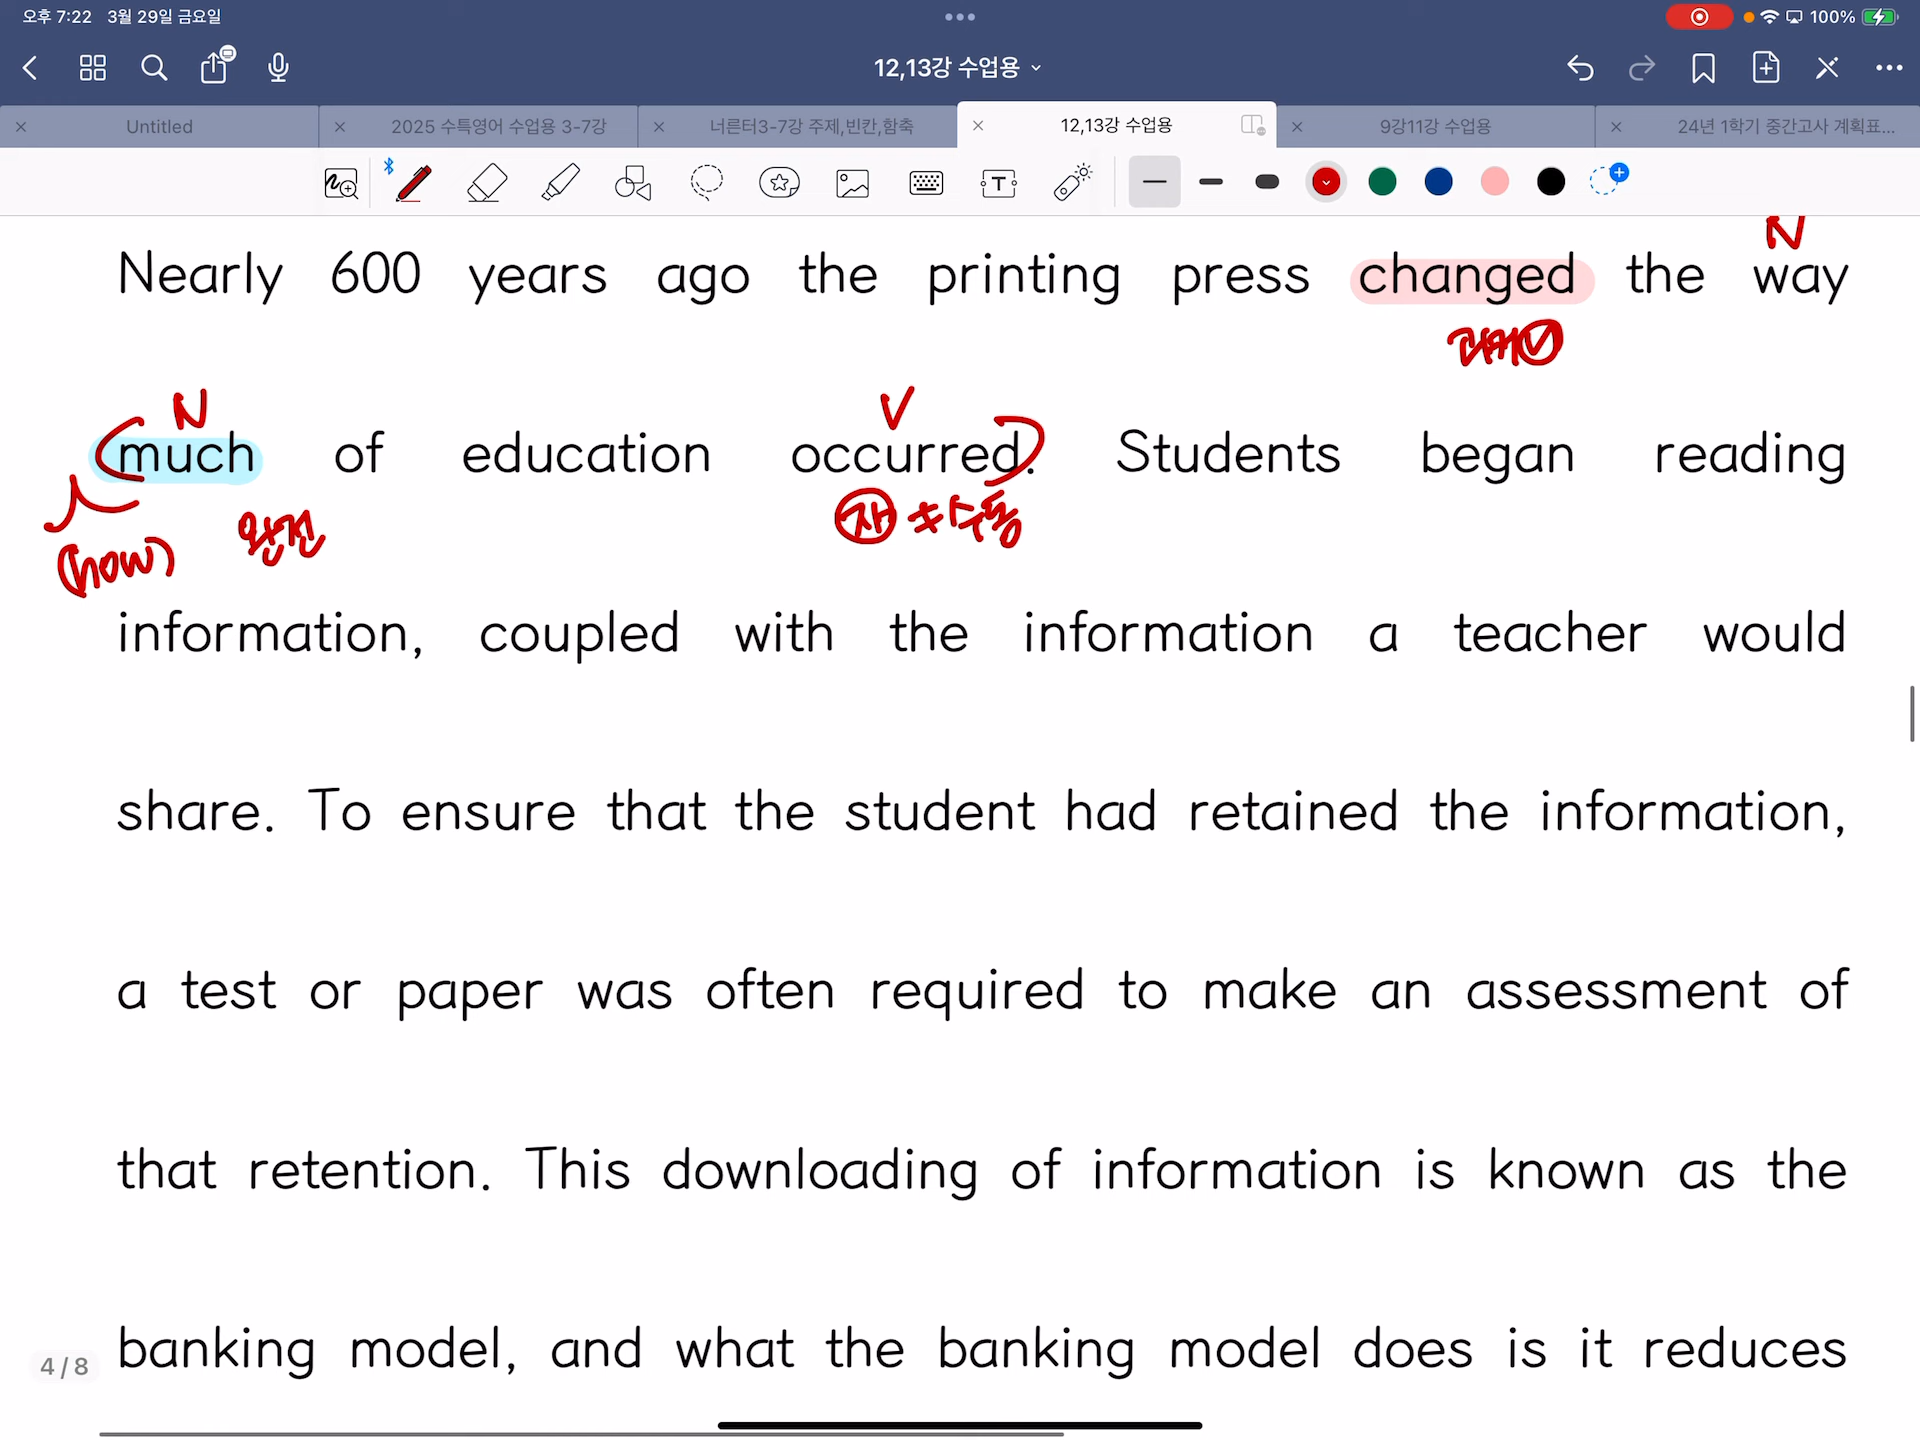 오후 7:22 3월 29일 금요일
100%
12,13강 수업용
Untitled
2025 수특영어 수업용 3-7강
너른터3-7강 주제,빈칸,함축
12,13강 수업용
9강11강 수업용
24년 1학기 중간고사 계획표...
T
N
Nearly 600 years ago the printing press changed the way
과거 V
N V
(much of education occurred.) Students began reading
(how) 완전 자 ≠수동
information, coupled with the information a teacher would
share. To ensure that the student had retained the information,
a test or paper was often required to make an assessment of
that retention. This downloading of information is known as the
banking model, and what the banking model does is it reduces
4/8